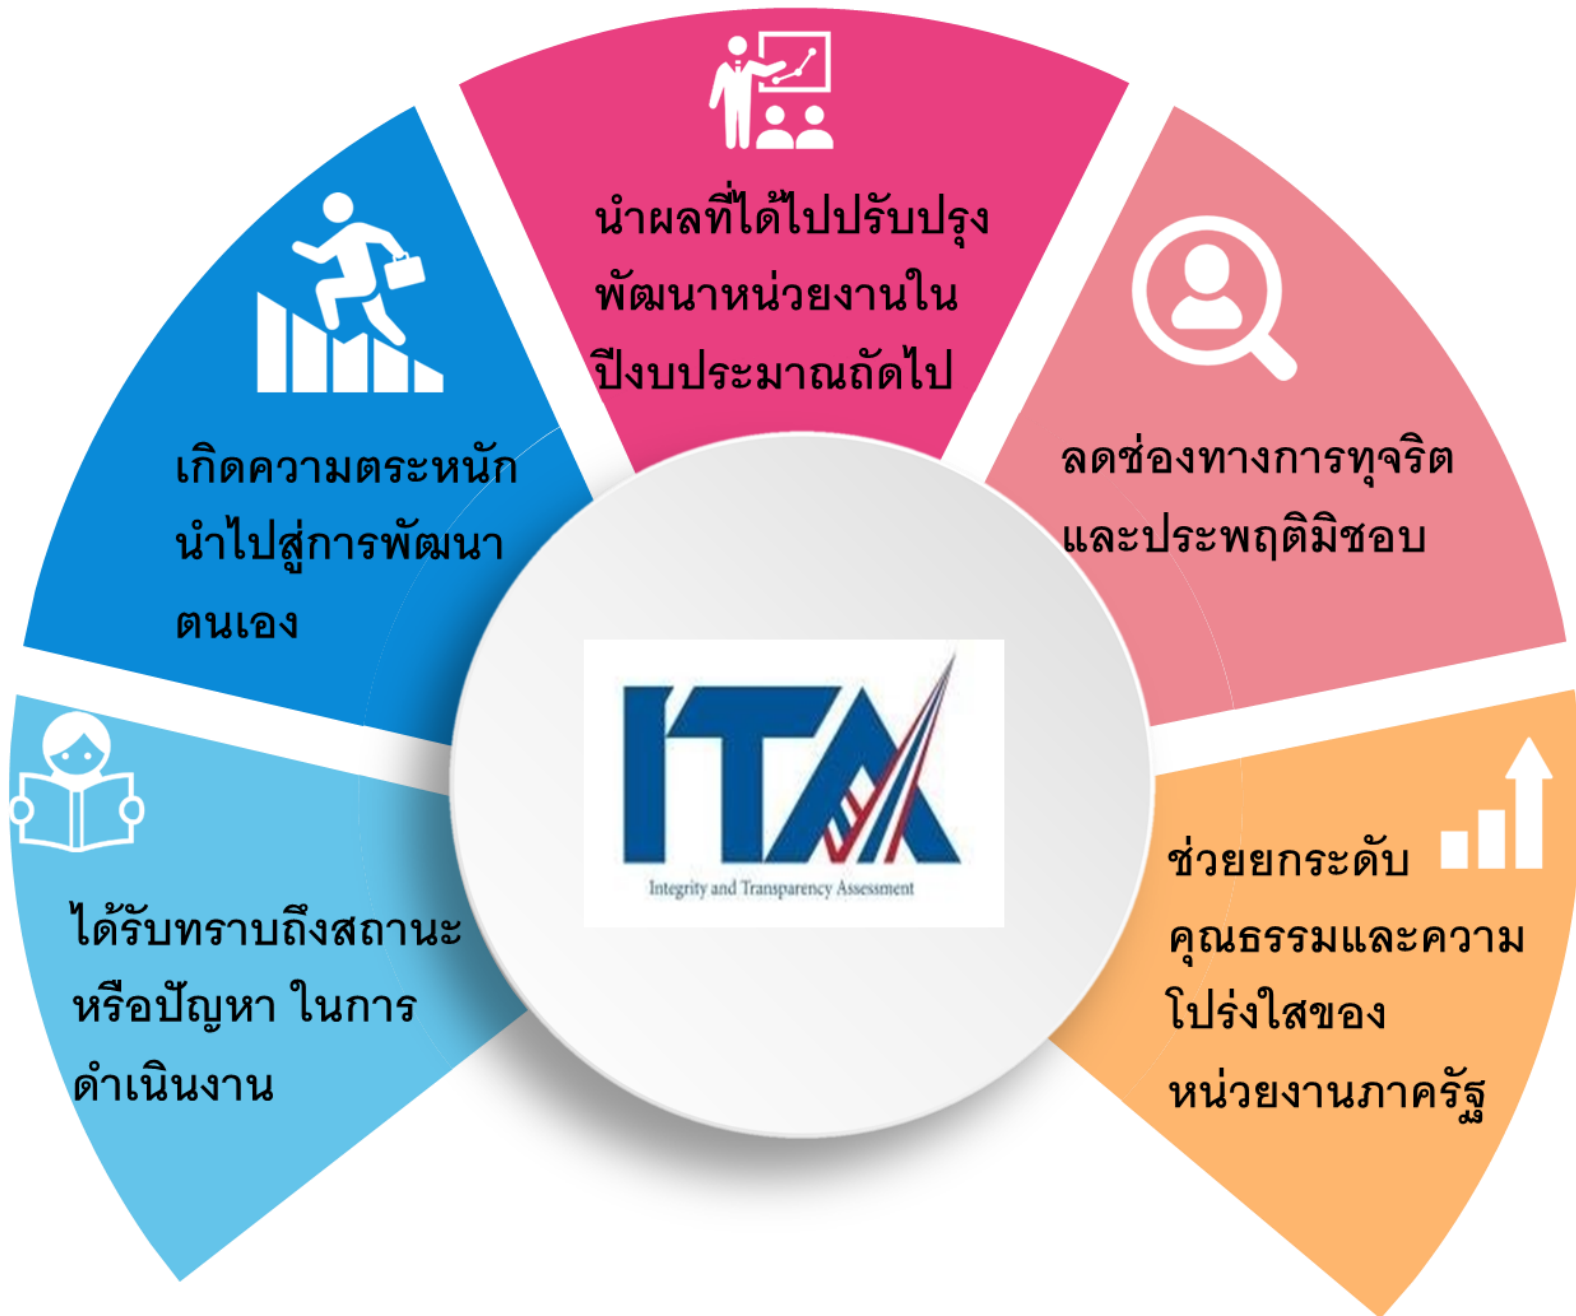 นำผลที่ได้ไปปรับปรุง
พัฒนาหน่วยงานใน
ปีงบประมาณถัดไป
เกิดความตระหนัก
นำไปสู่การพัฒนา
ตนเอง
ลดช่องทางการทุจริต
และประพฤติมิชอบ
ได้รับทราบถึงสถานะ
หรือปัญหา ในการ
ดำเนินงาน
ช่วยยกระดับ
คุณธรรมและความ
โปร่งใสของ
หน่วยงานภาครัฐ
ITA
Integrity and Transparency Assessment